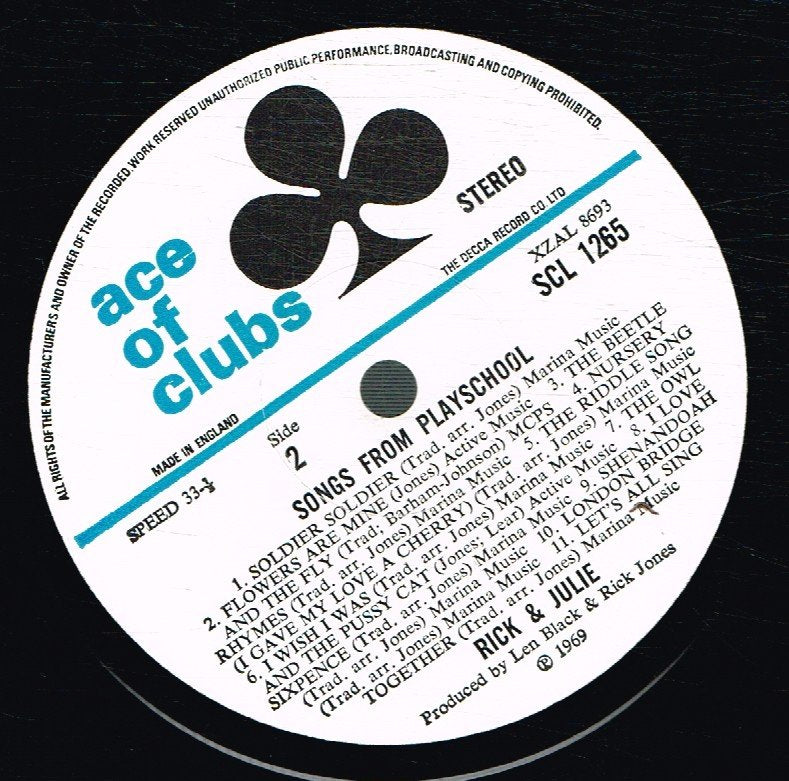 ALL RIGHTS OF THE MANUFACTURERS AND OWNER OF THE RECORDED WORK RESERVED UNAUTHORIZED PUBLIC PERFORMANCE, BROADCASTING AND COPYING PROHIBITED.
ace
of
clubs
STEREO
THE DECCA RECORD CO. LTD
MADE IN ENGLAND
XZAL 8693
SCL 1265
SPEED 33-⅓
Side
2
SONGS FROM PLAYSCHOOL
1. SOLDIER SOLDIER (Trad. arr. Jones) Marina Music
2. FLOWERS ARE MINE (Jones) Active Music 3. THE BEETLE
AND THE FLY (Trad; Barham-Johnson) MCPS 4. NURSERY
RHYMES (Trad. arr. Jones) Marina Music 5. THE RIDDLE SONG
(I GAVE MY LOVE A CHERRY) (Trad. arr. Jones) Marina Music
6. I WISH I WAS (Trad. arr. Jones) Marina Music 7. THE OWL
AND THE PUSSY CAT (Jones; Lear) Active Music 8. I LOVE
SIXPENCE (Trad. arr. Jones) Marina Music 9. SHENANDOAH
(Trad. arr. Jones) Marina Music 10. LONDON BRIDGE
(Trad. arr. Jones) Marina Music 11. LET'S ALL SING
TOGETHER (Trad. arr. Jones) Marina Music
RICK & JULIE
Produced by Len Black & Rick Jones
℗ 1969